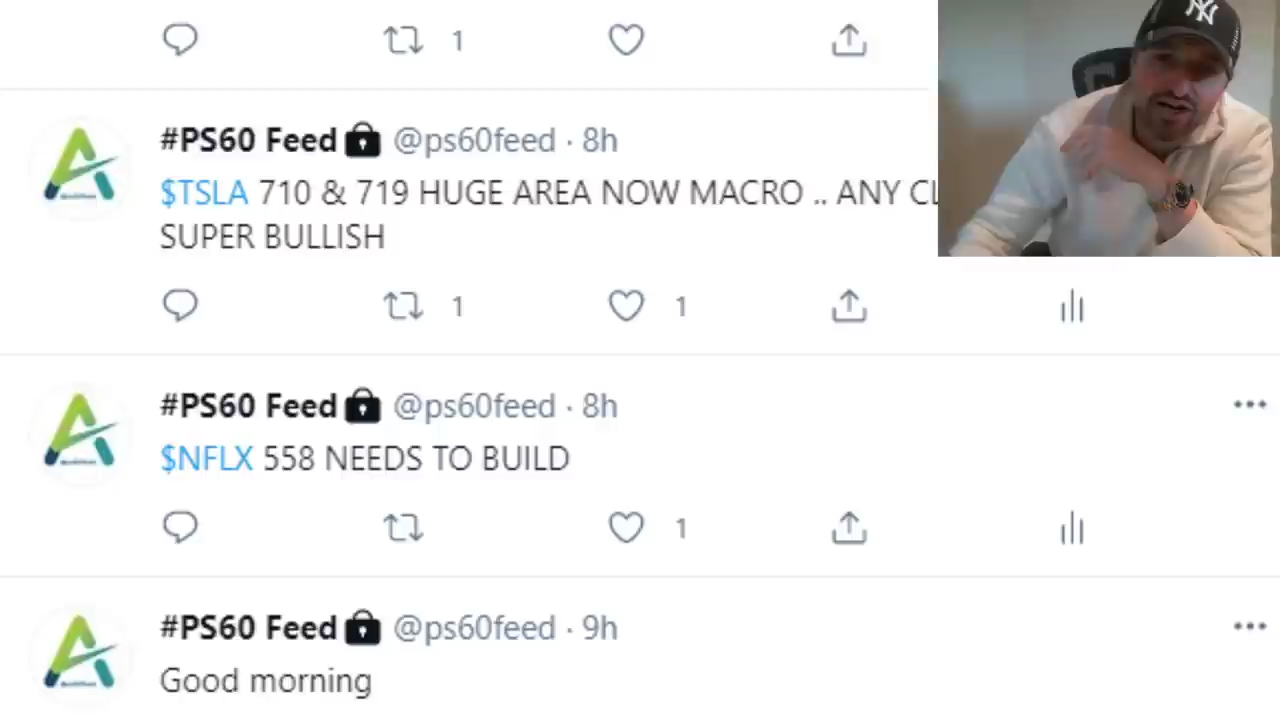 1
NY
#PS60 Feed @ps60feed · 8h
$TSLA 710 & 719 HUGE AREA NOW MACRO .. ANY
SUPER BULLISH
1 1
#PS60 Feed @ps60feed · 8h
$NFLX 558 NEEDS TO BUILD
1
#PS60 Feed @ps60feed · 9h
Good morning